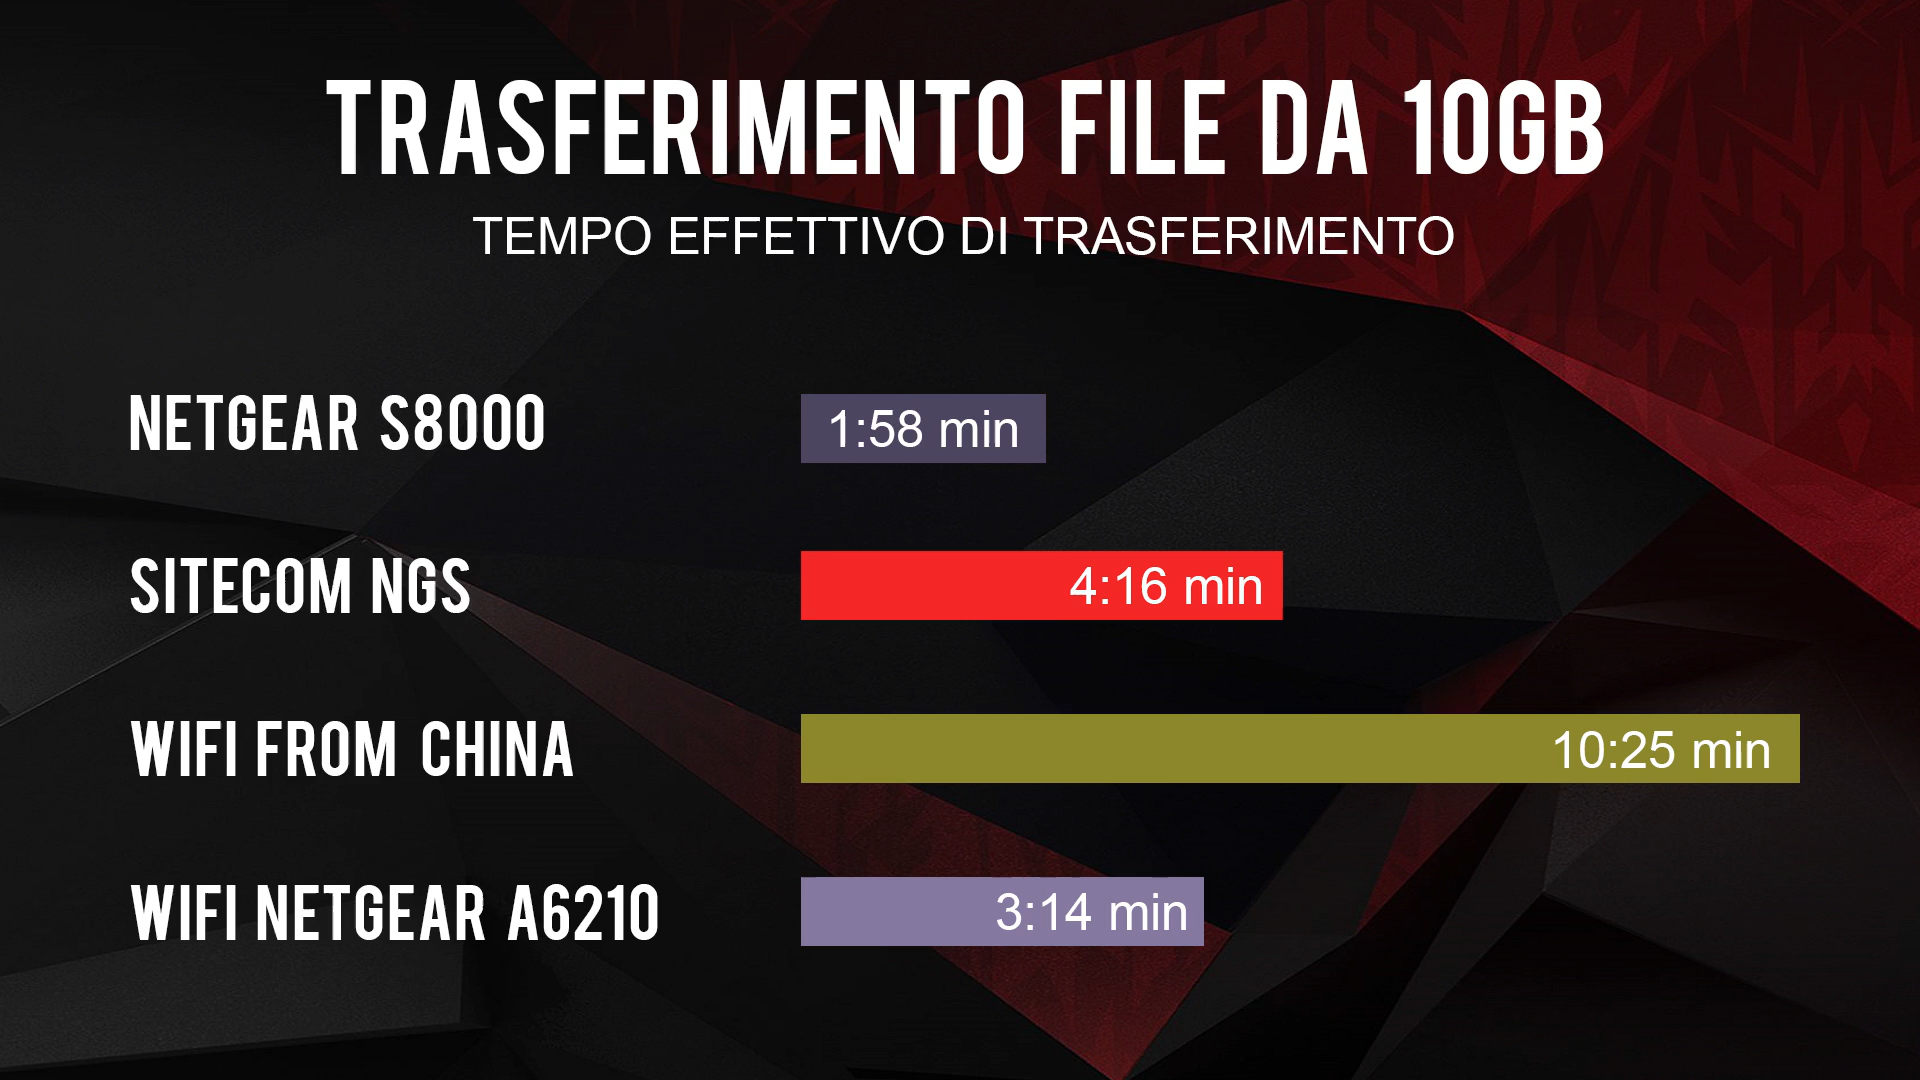 TRASFERIMENTO FILE DA 10GB
TEMPO EFFETTIVO DI TRASFERIMENTO
NETGEAR S8000 1:58 min
SITECOM NGS 4:16 min
WIFI FROM CHINA 10:25 min
WIFI NETGEAR A6210 3:14 min